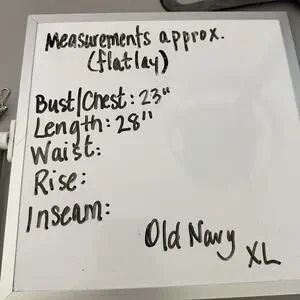 Measurements approx.
(flatlay)
Bust/Chest: 23"
Length: 28"
Waist:
Rise:
Inseam:
Old Navy
XL